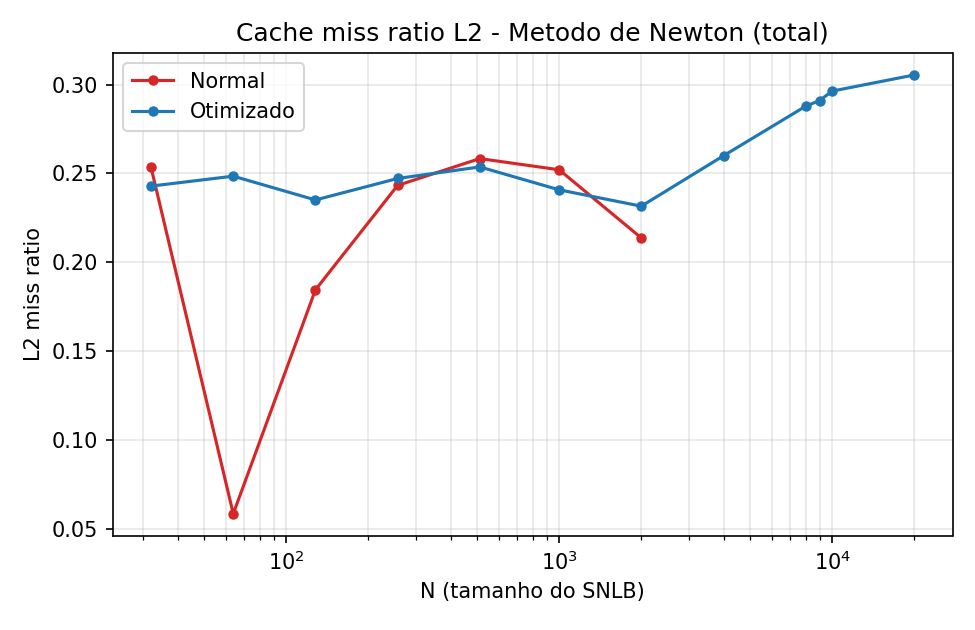 Cache miss ratio L2 - Metodo de Newton (total)
Normal
Otimizado
L2 miss ratio
0.30
0.25
0.20
0.15
0.10
0.05
10²
10³
10⁴
N (tamanho do SNLB)